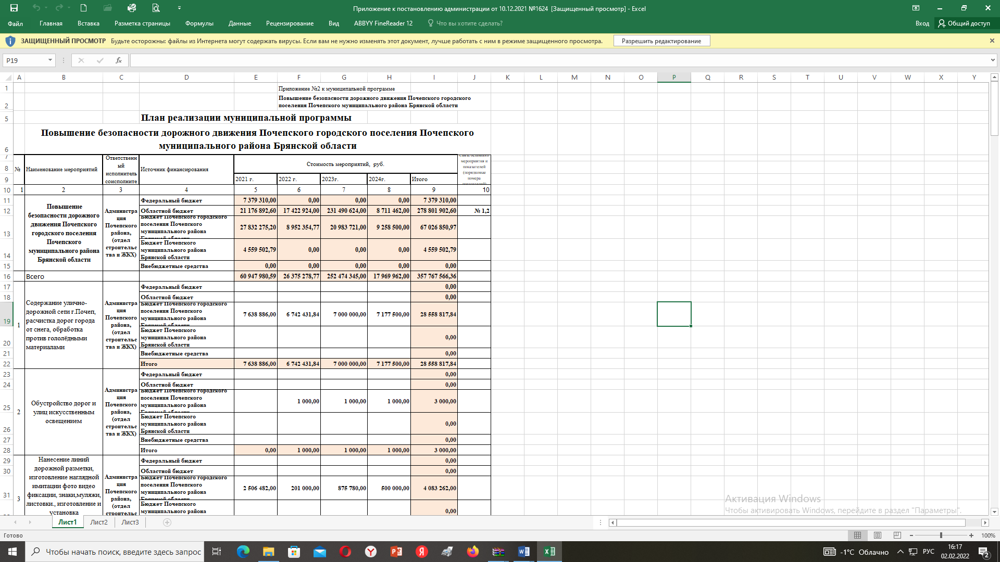 Приложение к постановлению администрации от 10.12.2021 №1624 [Защищенный просмотр] - Excel
Файл Главная Вставка Разметка страницы Формулы Данные Рецензирование Вид ABBYY FineReader 12 Что вы хотите сделать? Вход Общий доступ
ЗАЩИЩЕННЫЙ ПРОСМОТР Будьте осторожны: файлы из Интернета могут содержать вирусы. Если вам не нужно изменять этот документ, лучше работать с ним в режиме защищенного просмотра. Разрешить редактирование
P19 fx
A B C D E F G H I J K L M N O P Q R S T U V W X Y
1 Приложение №2 к муниципальной программе
Повышение безопасности дорожного движения Почепского городского
2 поселения Почепского муниципального района Брянской области
5 План реализации муниципальной программы
Повышение безопасности дорожного движения Почепского городского поселения Почепского
6 муниципального района Брянской области
7
8 № Наименование мероприятий Ответственн
ый
исполнитель
соисполните Источник финансирования Стоимость мероприятий, руб. мероприятия и
показателей
(порядковые
номера
9 2021 г. 2022 г. 2023г. 2024г. Итого
10 1 2 3 4 5 6 7 8 9 10
Повышение
безопасности дорожного
движения Почепского
городского поселения
Почепского
муниципального района
Брянской области
Администра
ция
Почепского
района,
(отдел
строительс
тва и ЖКХ)
11 Федеральный бюджет 7 379 310,00 0,00 0,00 0,00 7 379 310,00
12 Областной бюджет 21 176 892,60 17 422 924,00 231 490 624,00 8 711 462,00 278 801 902,60 № 1,2
Бюджет Почепского городского
поселения Почепского
муниципального района
13 27 832 275,20 8 952 354,77 20 983 721,00 9 258 500,00 67 026 850,97
Бюджет Почепского
муниципального района
Брянской области
14 4 559 502,79 0,00 0,00 0,00 4 559 502,79
15 Внебюджетные средства 0,00 0,00 0,00 0,00 0,00
16 Всего 60 947 980,59 26 375 278,77 252 474 345,00 17 969 962,00 357 767 566,36
1
Содержание улично-
дорожной сети г.Почеп,
расчистка дорог города
от снега, обработка
против гололёдными
материалами
Администра
ция
Почепского
района,
(отдел
строительс
тва и ЖКХ)
17 Федеральный бюджет 0,00
18 Областной бюджет 0,00
Бюджет Почепского городского
поселения Почепского
муниципального района
Брянской области
19 7 638 886,00 6 742 431,84 7 000 000,00 7 177 500,00 28 558 817,84
Бюджет Почепского
муниципального района
Брянской области
20 0,00
21 Внебюджетные средства 0,00
22 Итого 7 638 886,00 6 742 431,84 7 000 000,00 7 177 500,00 28 558 817,84
2
Обустройство дорог и
улиц искусственным
освещением
Администра
ция
Почепского
района,
(отдел
строительс
тва и ЖКХ)
23 Федеральный бюджет 0,00
24 Областной бюджет 0,00
Бюджет Почепского городского
поселения Почепского
муниципального района
25 1 000,00 1 000,00 1 000,00 3 000,00
Бюджет Почепского
муниципального района
Брянской области
26 0,00
27 Внебюджетные средства 0,00
28 Итого 0,00 1 000,00 1 000,00 1 000,00 3 000,00
3
Нанесение линий
дорожной разметки,
изготовление наглядной
имитации фото видео
фиксации, знаки,муляжи,
листовки., изготовление и
установка
Администра
ция
Почепского
района,
(отдел
строительс
29 Федеральный бюджет 0,00
30 Областной бюджет 0,00
Бюджет Почепского городского
поселения Почепского
муниципального района
31 2 506 482,00 201 000,00 875 780,00 500 000,00 4 083 262,00
Бюджет Почепского
муниципального района
0,00
Активация Windows
Чтобы активировать Windows, перейдите в раздел "Параметры".
Лист1 Лист2 Лист3
Готово 100%
Чтобы начать поиск, введите здесь запрос -1°C Облачно РУС 16:17
02.02.2022 2